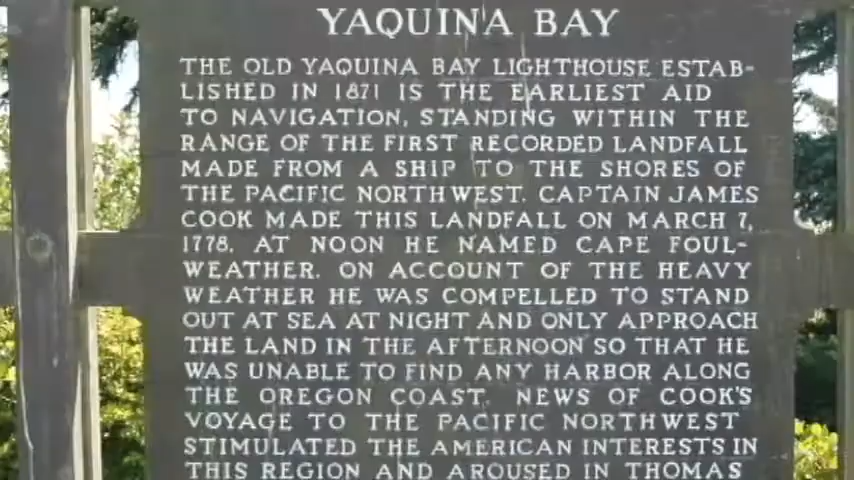 YAQUINA BAY
THE OLD YAQUINA BAY LIGHTHOUSE ESTAB-
LISHED IN 1871 IS THE EARLIEST AID
TO NAVIGATION, STANDING WITHIN THE
RANGE OF THE FIRST RECORDED LANDFALL
MADE FROM A SHIP TO THE SHORES OF
THE PACIFIC NORTHWEST. CAPTAIN JAMES
COOK MADE THIS LANDFALL ON MARCH 7,
1778. AT NOON HE NAMED CAPE FOUL-
WEATHER. ON ACCOUNT OF THE HEAVY
WEATHER HE WAS COMPELLED TO STAND
OUT AT SEA AT NIGHT AND ONLY APPROACH
THE LAND IN THE AFTERNOON SO THAT HE
WAS UNABLE TO FIND ANY HARBOR ALONG
THE OREGON COAST. NEWS OF COOK'S
VOYAGE TO THE PACIFIC NORTHWEST
STIMULATED THE AMERICAN INTERESTS IN
THIS REGION AND AROUSED IN THOMAS